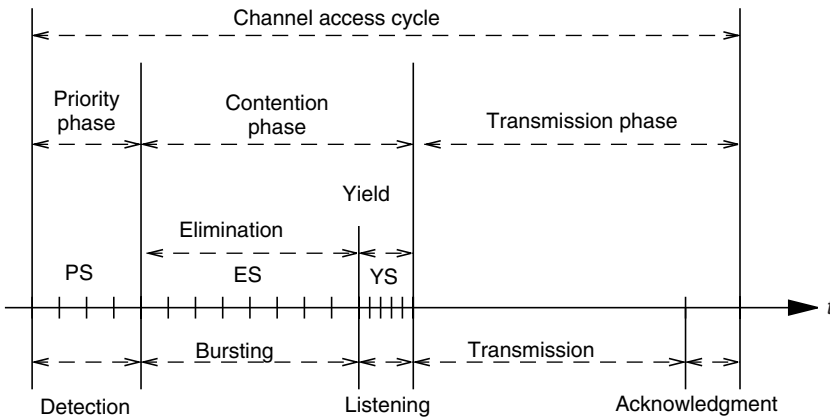 Channel access cycle
Priority
phase
Contention
phase
Transmission phase
Yield
Elimination
PS
ES
YS
t
Bursting
Transmission
Detection
Listening
Acknowledgment